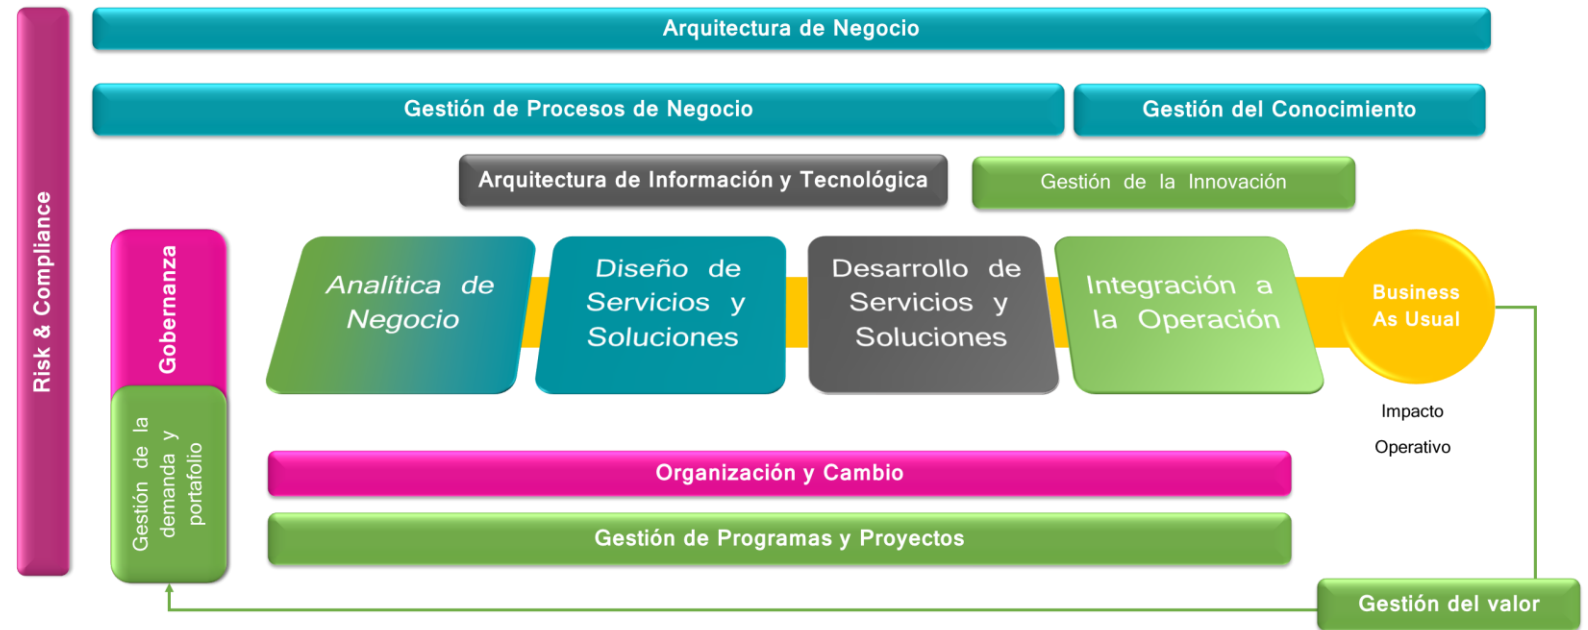 Arquitectura de Negocio
Gestión de Procesos de Negocio
Gestión del Conocimiento
Arquitectura de Información y Tecnológica
Gestión de la Innovación
Risk & Compliance
Gobernanza
Gestión de la
demanda y
portafolio
Analítica de
Negocio
Diseño de
Servicios y
Soluciones
Desarrollo de
Servicios y
Soluciones
Integración a
la Operación
Business
As Usual
Impacto
Operativo
Organización y Cambio
Gestión de Programas y Proyectos
Gestión del valor